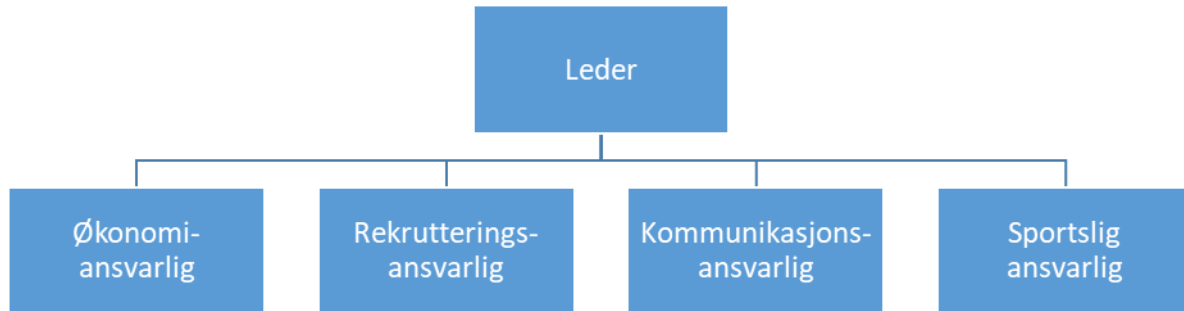 Leder
Økonomi-
ansvarlig
Rekrutterings-
ansvarlig
Kommunikasjons-
ansvarlig
Sportslig
ansvarlig